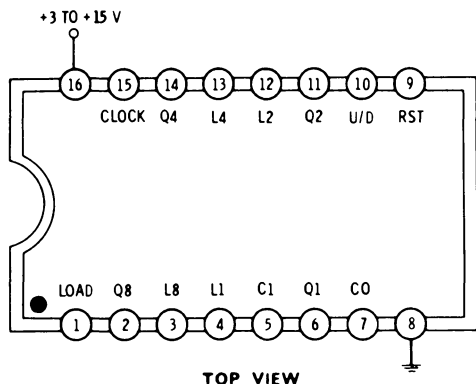 +3 TO +15 V
16 15 14 13 12 11 10 9
CLOCK Q4 L4 L2 Q2 U/D RST
LOAD Q8 L8 L1 C1 Q1 CO
1 2 3 4 5 6 7 8
TOP VIEW